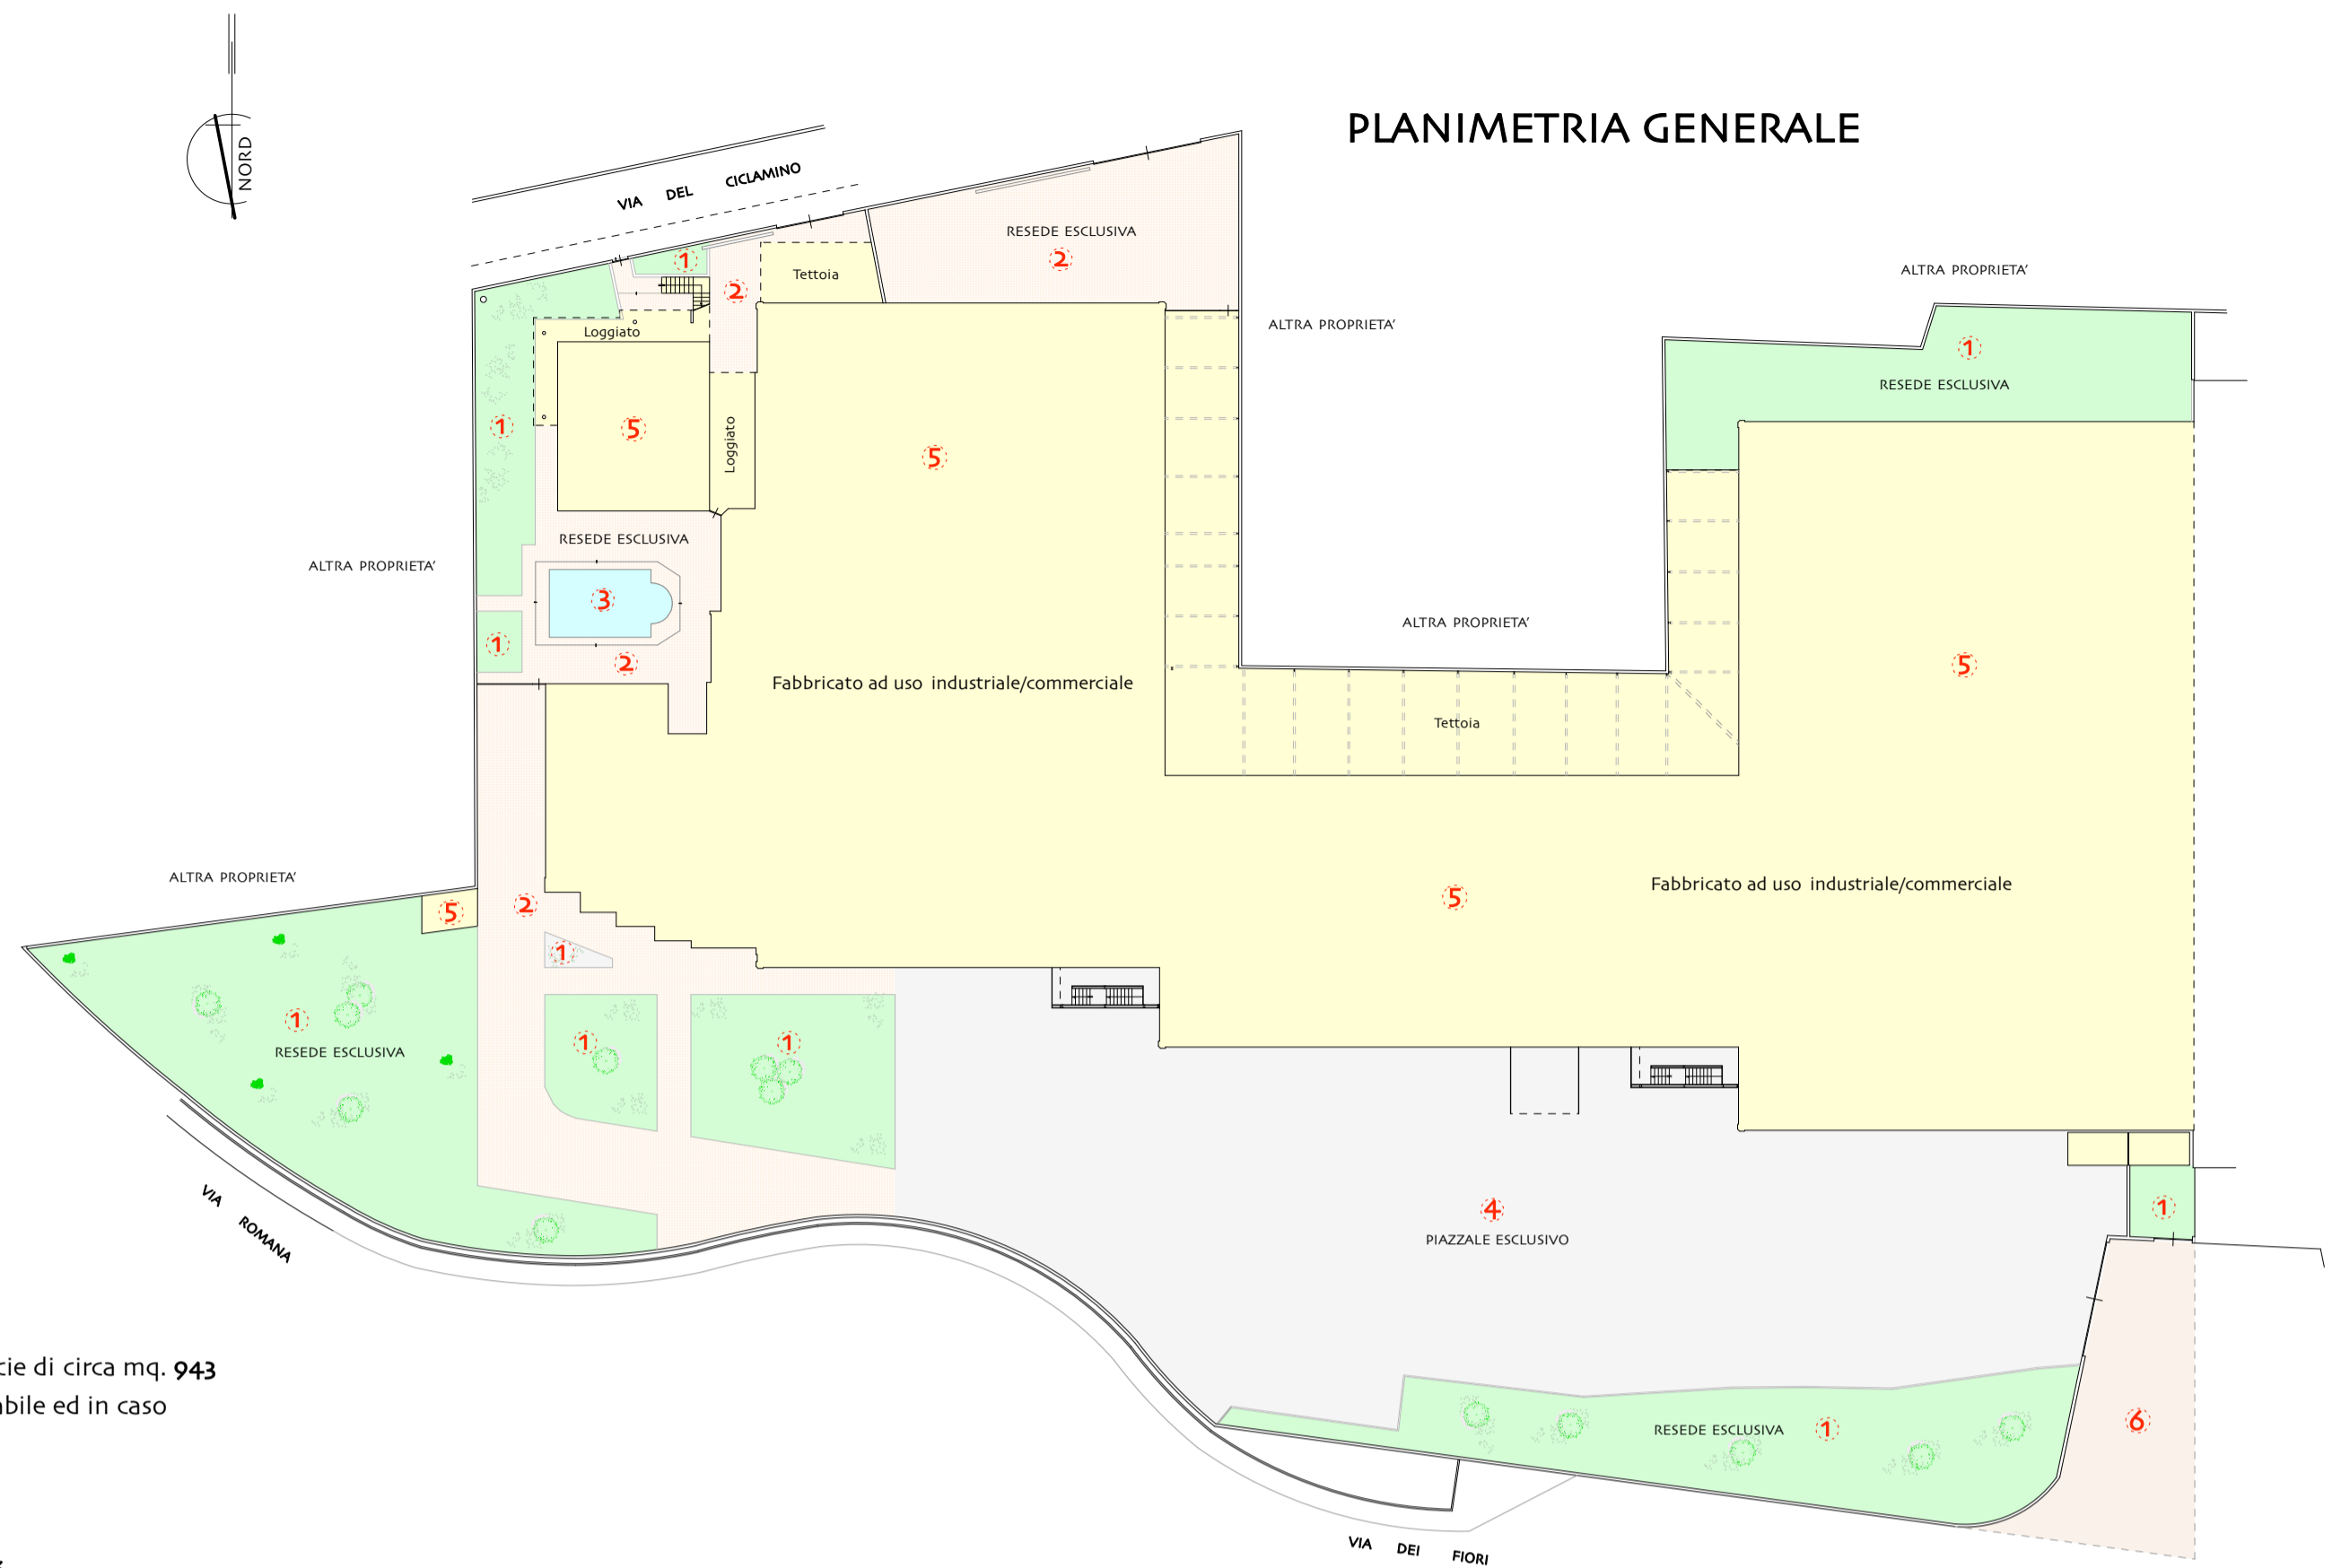 PLANIMETRIA GENERALE
NORD
VIA DEL CICLAMINO
RESEDE ESCLUSIVA
2
1
2
Tettoia
ALTRA PROPRIETA'
ALTRA PROPRIETA'
Loggiato
1
RESEDE ESCLUSIVA
1
5
Loggiato
5
RESEDE ESCLUSIVA
ALTRA PROPRIETA'
3
ALTRA PROPRIETA'
1
2
5
Fabbricato ad uso industriale/commerciale
Tettoia
ALTRA PROPRIETA'
5
2
5
Fabbricato ad uso industriale/commerciale
1
1
RESEDE ESCLUSIVA
1
1
VIA ROMANA
4
PIAZZALE ESCLUSIVO
1
cie di circa mq. 943
abile ed in caso
RESEDE ESCLUSIVA
1
6
VIA DEI FIORI